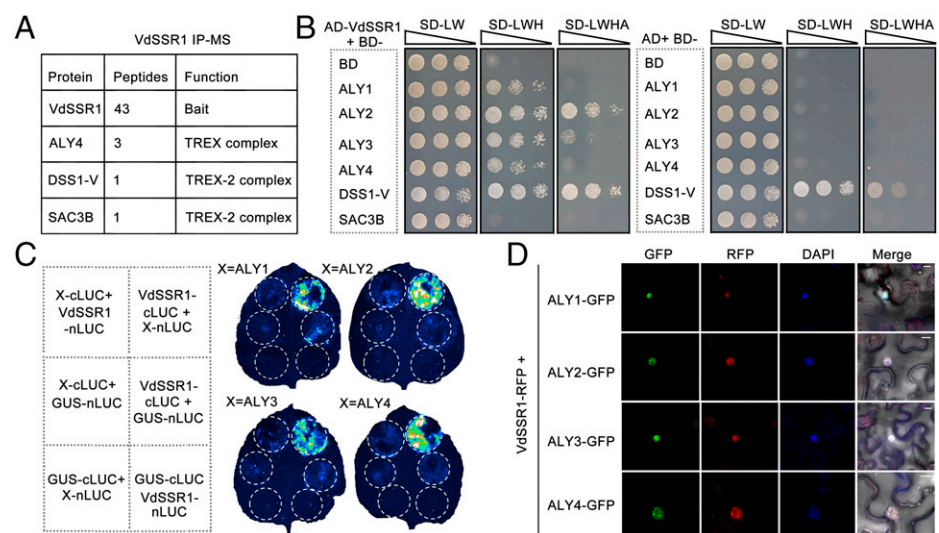 A
VdSSR1 IP-MS
Protein Peptides Function
VdSSR1 43 Bait
ALY4 3 TREX complex
DSS1-V 1 TREX-2 complex
SAC3B 1 TREX-2 complex
B
AD-VdSSR1 + BD-
SD-LW SD-LWH SD-LWHA
BD
ALY1
ALY2
ALY3
ALY4
DSS1-V
SAC3B
AD+ BD-
SD-LW SD-LWH SD-LWHA
BD
ALY1
ALY2
ALY3
ALY4
DSS1-V
SAC3B
C
X-cLUC+
VdSSR1
-nLUC
VdSSR1-
cLUC +
X-nLUC
X-cLUC+
GUS-nLUC
VdSSR1-
cLUC +
GUS-nLUC
GUS-cLUC+
X-nLUC
GUS-cLUC
VdSSR1-
nLUC
X=ALY1 X=ALY2
X=ALY3 X=ALY4
D
GFP RFP DAPI Merge
VdSSR1-RFP +
ALY1-GFP
ALY2-GFP
ALY3-GFP
ALY4-GFP